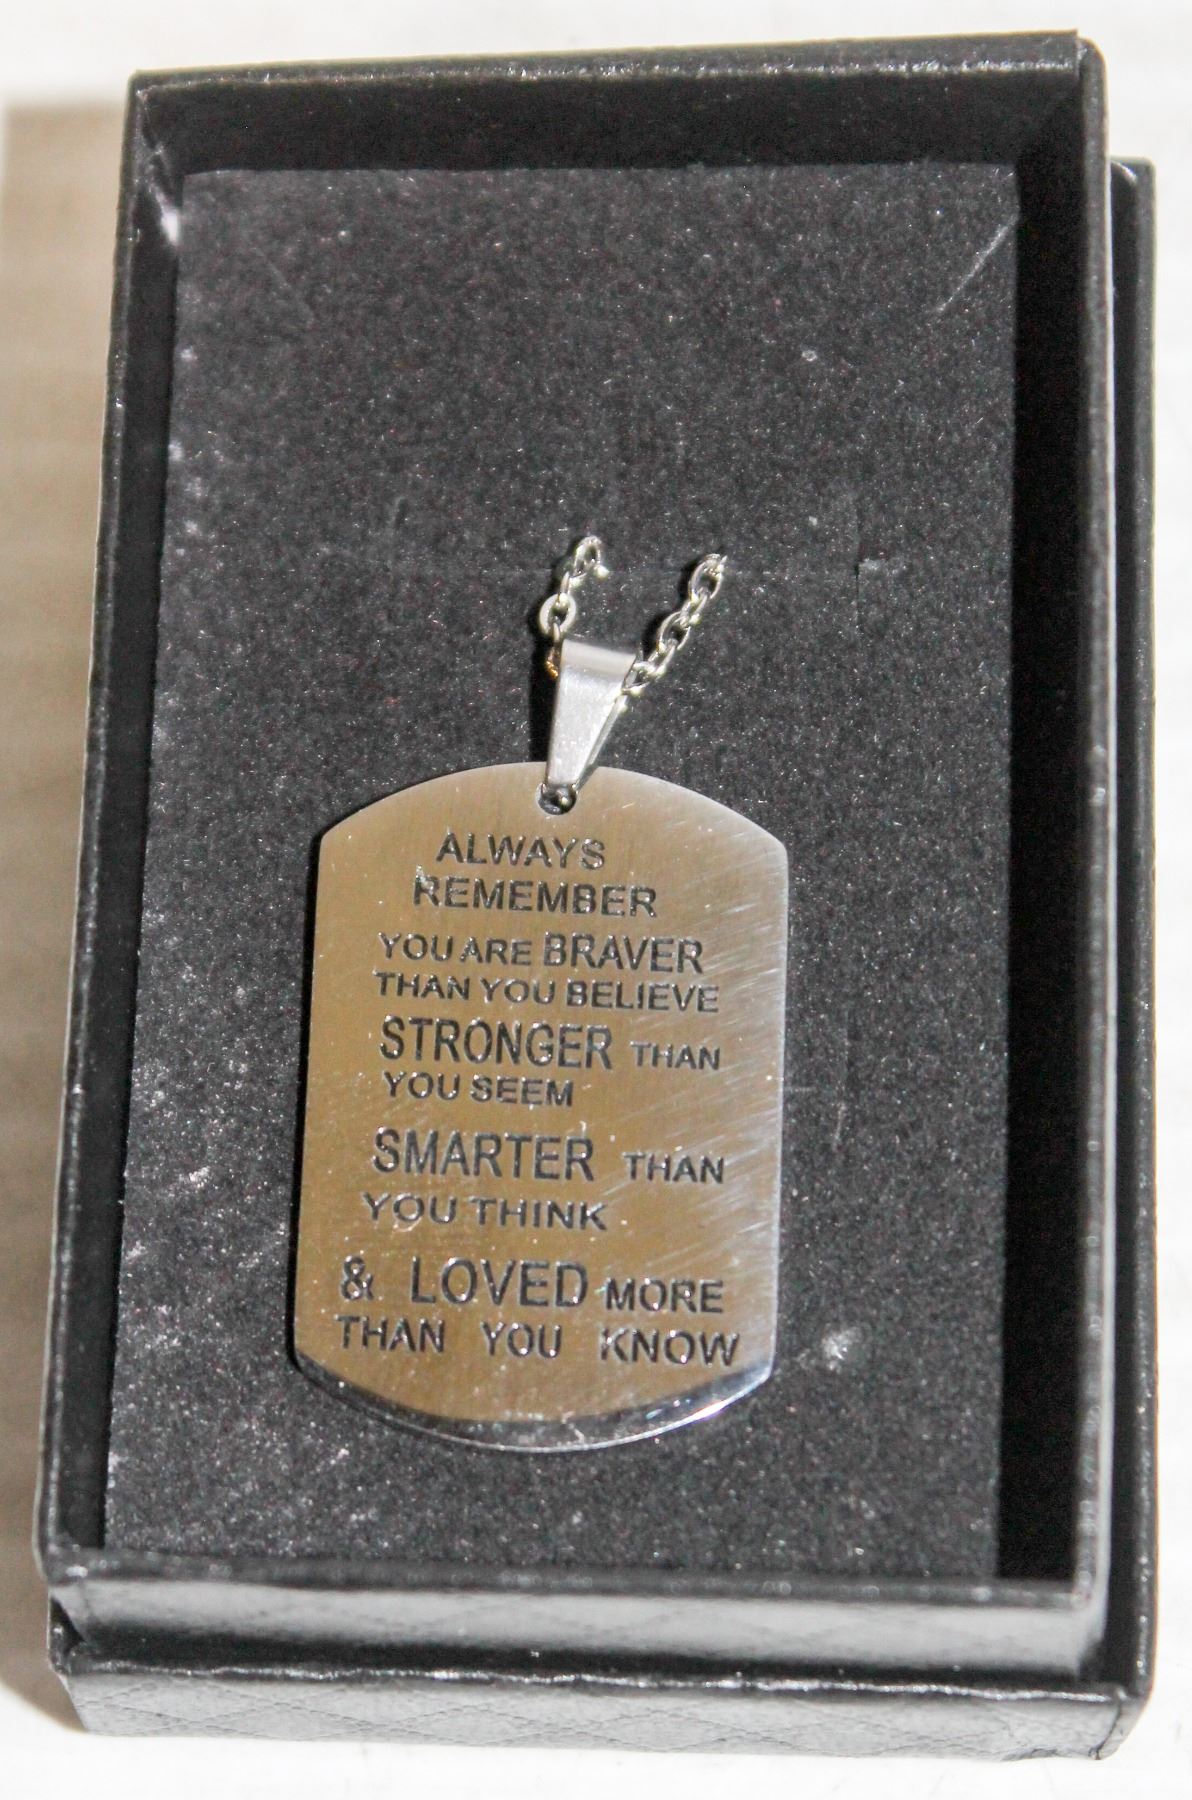 ALWAYS
REMEMBER
YOU ARE BRAVER
THAN YOU BELIEVE
STRONGER THAN
YOU SEEM
SMARTER THAN
YOU THINK
& LOVED MORE
THAN YOU KNOW